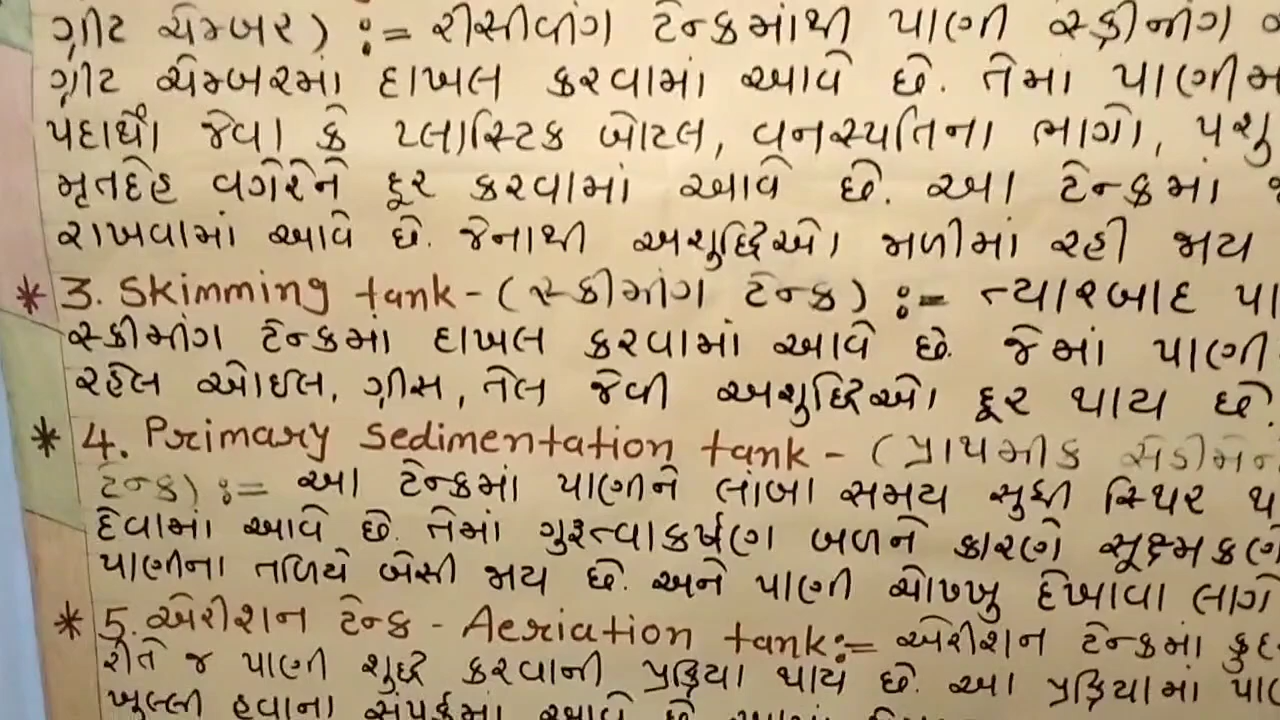 ગ્રીટ ચેમ્બર) := રીસીવીંગ ટેન્કમાંથી પાણી સ્ક્રીનીંગ
ગ્રીટ ચેમ્બરમાં દાખલ કરવામાં આવે છે. તેમાં પાણીમ
પદાર્થો જેવા કે પ્લાસ્ટિક બોટલ, વનસ્પતિના ભાગો, પશુ
મૃતદેહ વગેરેને દૂર કરવામાં આવે છે. આ ટેન્કમાં
રાખવામાં આવે છે. જેનાથી અશુદ્ધિઓ જાળીમાં રહી જાય
* 3. Skimming tank - (સ્કીમીંગ ટેન્ક) := ત્યારબાદ પા
સ્કીમીંગ ટેન્કમાં દાખલ કરવામાં આવે છે. જેમાં પાણી
રહેલ ઓઈલ, ગ્રીસ, તેલ જેવી અશુદ્ધિઓ દૂર થાય છે.
* 4. Primary sedimentation tank - (પ્રાથમીક સેડીમેન
ટેન્ક) := આ ટેન્કમાં પાણીને લાંબા સમય સુધી સ્થિર થ
દેવામાં આવે છે. તેમાં ગુરુત્વાકર્ષણ બળને કારણે સૂક્ષ્મકણ
પાણીના તળિયે બેસી જાય છે. અને પાણી ચોખ્ખુ દેખાવા લાગે
* 5. એરીશન ટેન્ક - Aeriation tank := એરીશન ટેન્કમાં કુદ
રીતે જ પાણી શુદ્ધ કરવાની પ્રક્રિયા થાય છે. આ પ્રક્રિયામાં પાણ
ખુલ્લી હવાના સંપર્કમાં આવે છે